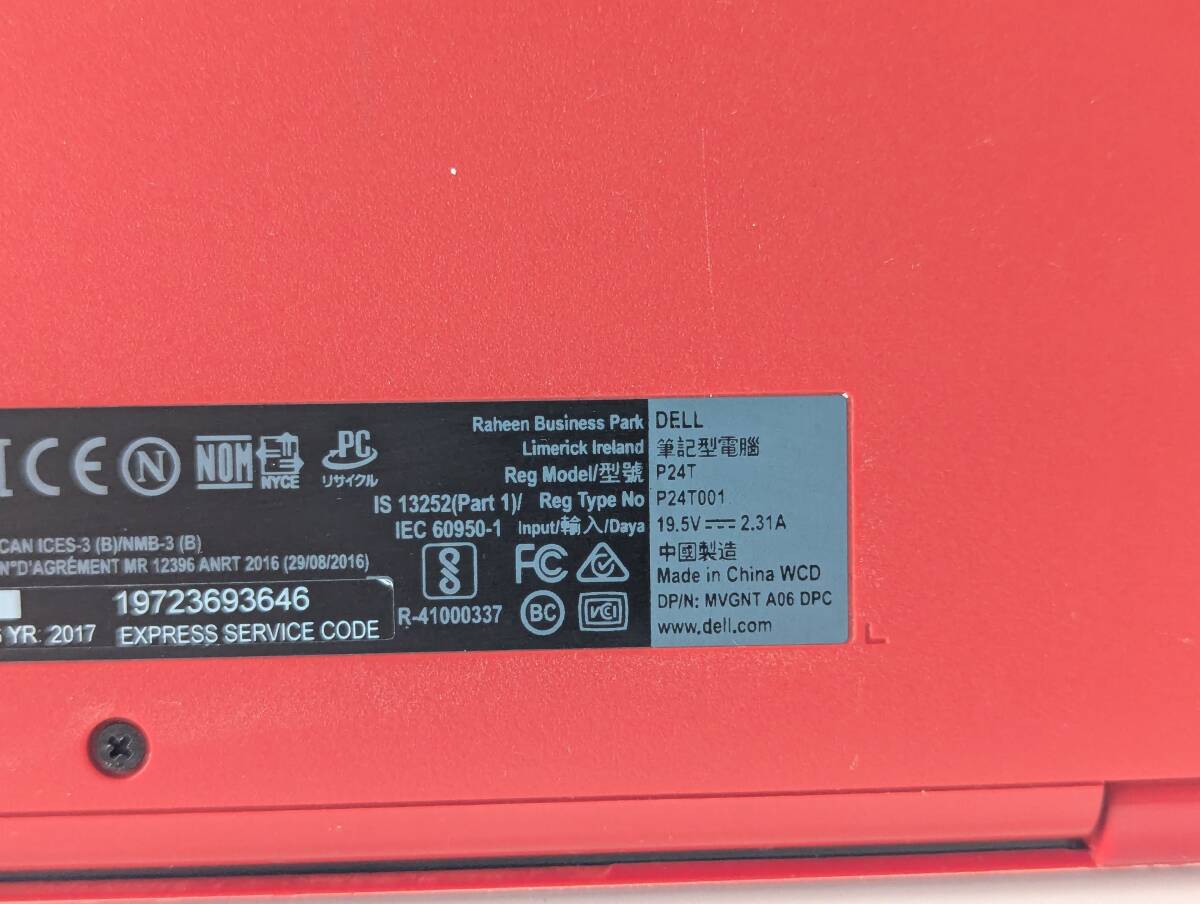 CE N NOM NYCE PC リサイクル
CAN ICES-3 (B)/NMB-3 (B)
N°D'AGRÉMENT MR 12396 ANRT 2016 (29/08/2016)
19723693646
YR: 2017 EXPRESS SERVICE CODE
Raheen Business Park
Limerick Ireland
Reg Model/型號
IS 13252(Part 1)/ Reg Type No
IEC 60950-1 Input/輸入/Daya
R-41000337
FC
BC
VCCI
DELL
筆記型電腦
P24T
P24T001
19.5V 2.31A
中國製造
Made in China WCD
DP/N: MVGNT A06 DPC
www.dell.com